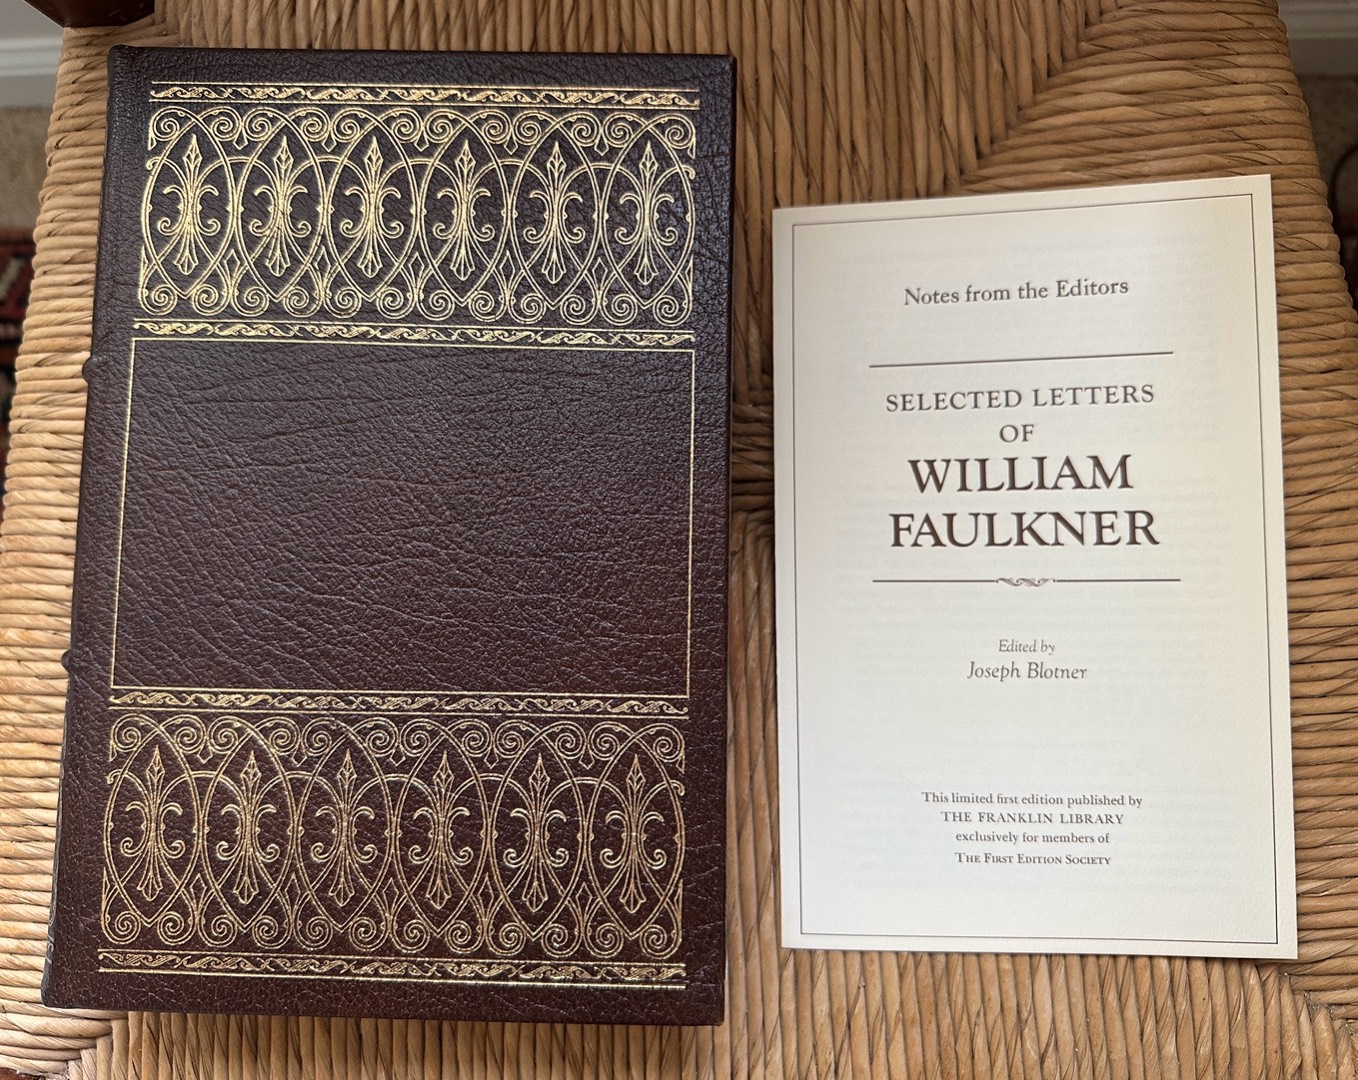 Notes from the Editors
SELECTED LETTERS
OF
WILLIAM
FAULKNER
Edited by
Joseph Blotner
This limited first edition published by
THE FRANKLIN LIBRARY
exclusively for members of
THE FIRST EDITION SOCIETY